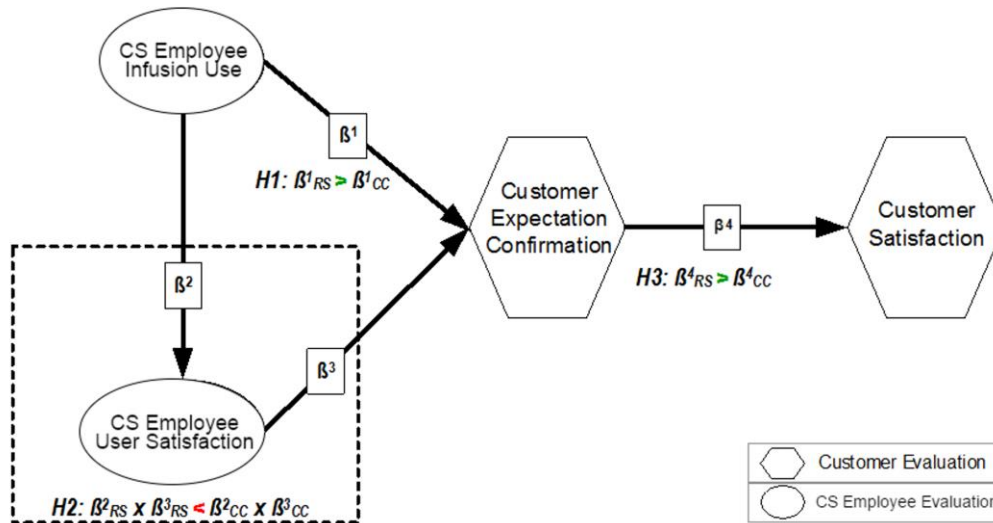 CS Employee
Infusion Use
ß¹
H1: ß¹RS > ß¹CC
Customer
Expectation
Confirmation
ß⁴
H3: ß⁴RS > ß⁴CC
Customer
Satisfaction
ß²
ß³
CS Employee
User Satisfaction
H2: ß²RS x ß³RS < ß²CC x ß³CC
Customer Evaluation
CS Employee Evaluation